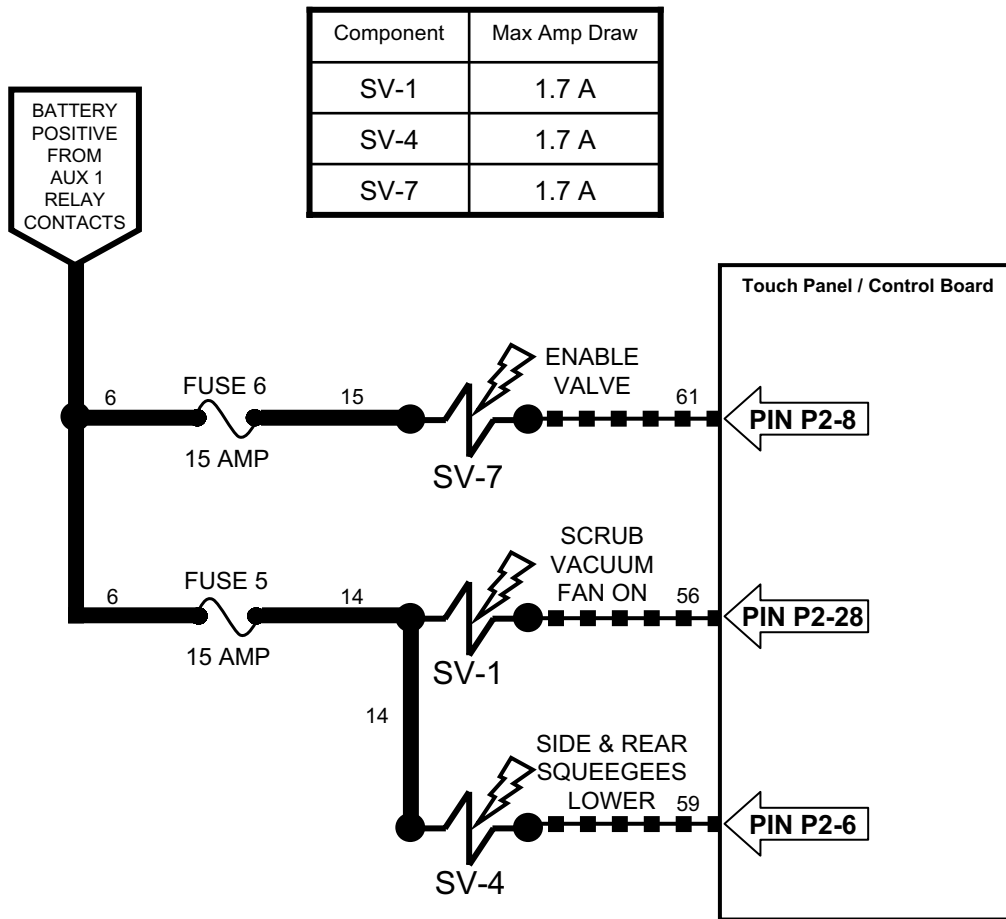 Component Max Amp Draw
SV-1 1.7 A
SV-4 1.7 A
SV-7 1.7 A
BATTERY
POSITIVE
FROM
AUX 1
RELAY
CONTACTS
Touch Panel / Control Board
6
FUSE 6
15 AMP
15
ENABLE
VALVE
SV-7
61
PIN P2-8
6
FUSE 5
15 AMP
14
SCRUB
VACUUM
FAN ON
SV-1
56
PIN P2-28
14
SIDE & REAR
SQUEEGEES
LOWER
SV-4
59
PIN P2-6